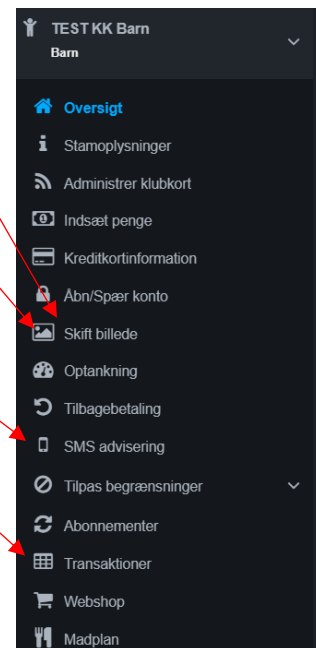 TEST KK Barn
Barn
Oversigt
Stamoplysninger
Administrer klubkort
Indsæt penge
Kreditkortinformation
Åbn/Spær konto
Skift billede
Optankning
Tilbagebetaling
SMS advisering
Tilpas begrænsninger
Abonnementer
Transaktioner
Webshop
Madplan